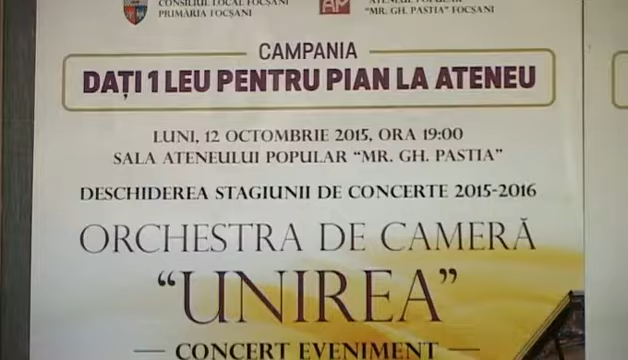 CONSILIUL LOCAL FOCȘANI
PRIMĂRIA FOCȘANI
ATENEUL POPULAR
"MR. GH. PASTIA" FOCȘANI
CAMPANIA
DAȚI 1 LEU PENTRU PIAN LA ATENEU
LUNI, 12 OCTOMBRIE 2015, ORA 19:00
SALA ATENEULUI POPULAR "MR. GH. PASTIA"
DESCHIDEREA STAGIUNII DE CONCERTE 2015-2016
ORCHESTRA DE CAMERĂ
"UNIREA"
— CONCERT EVENIMENT —